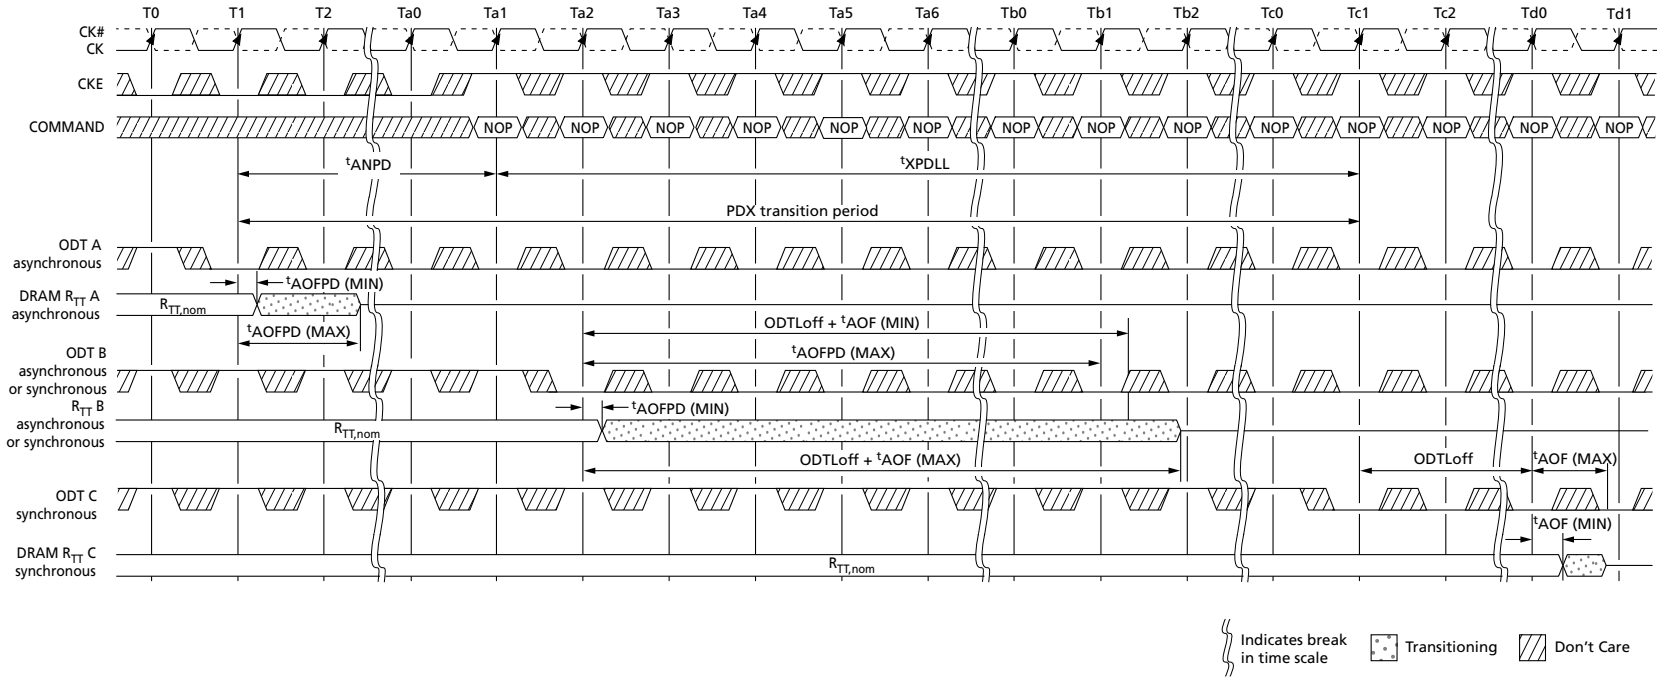 T0 T1 T2 Ta0 Ta1 Ta2 Ta3 Ta4 Ta5 Ta6 Tb0 Tb1 Tb2 Tc0 Tc1 Tc2 Td0 Td1
CK#
CK
CKE
COMMAND NOP NOP NOP NOP NOP NOP NOP NOP NOP NOP NOP NOP NOP NOP
tANPD tXPDLL
PDX transition period
ODT A
asynchronous
tAOFPD (MIN)
DRAM RTT A
asynchronous
RTT,nom
tAOFPD (MAX)
ODTLoff + tAOF (MIN)
tAOFPD (MAX)
ODT B
asynchronous
or synchronous
tAOFPD (MIN)
RTT B
asynchronous
or synchronous
RTT,nom
ODTLoff + tAOF (MAX)
ODTLoff tAOF (MAX)
ODT C
synchronous
tAOF (MIN)
DRAM RTT C
synchronous
RTT,nom
Indicates break
in time scale
Transitioning
Don't Care